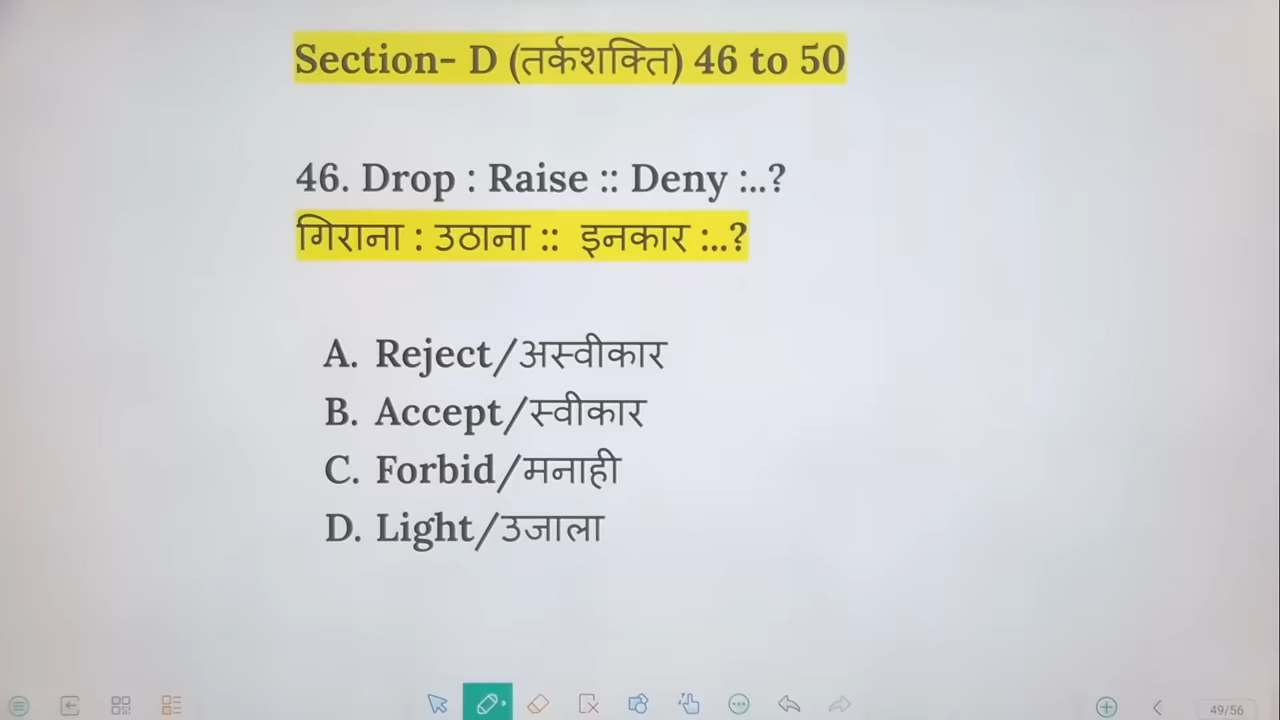 Section- D (तर्कशक्ति) 46 to 50
46. Drop : Raise :: Deny :..?
गिराना : उठाना :: इनकार :..?
A. Reject/अस्वीकार
B. Accept/स्वीकार
C. Forbid/मनाही
D. Light/उजाला
49/56